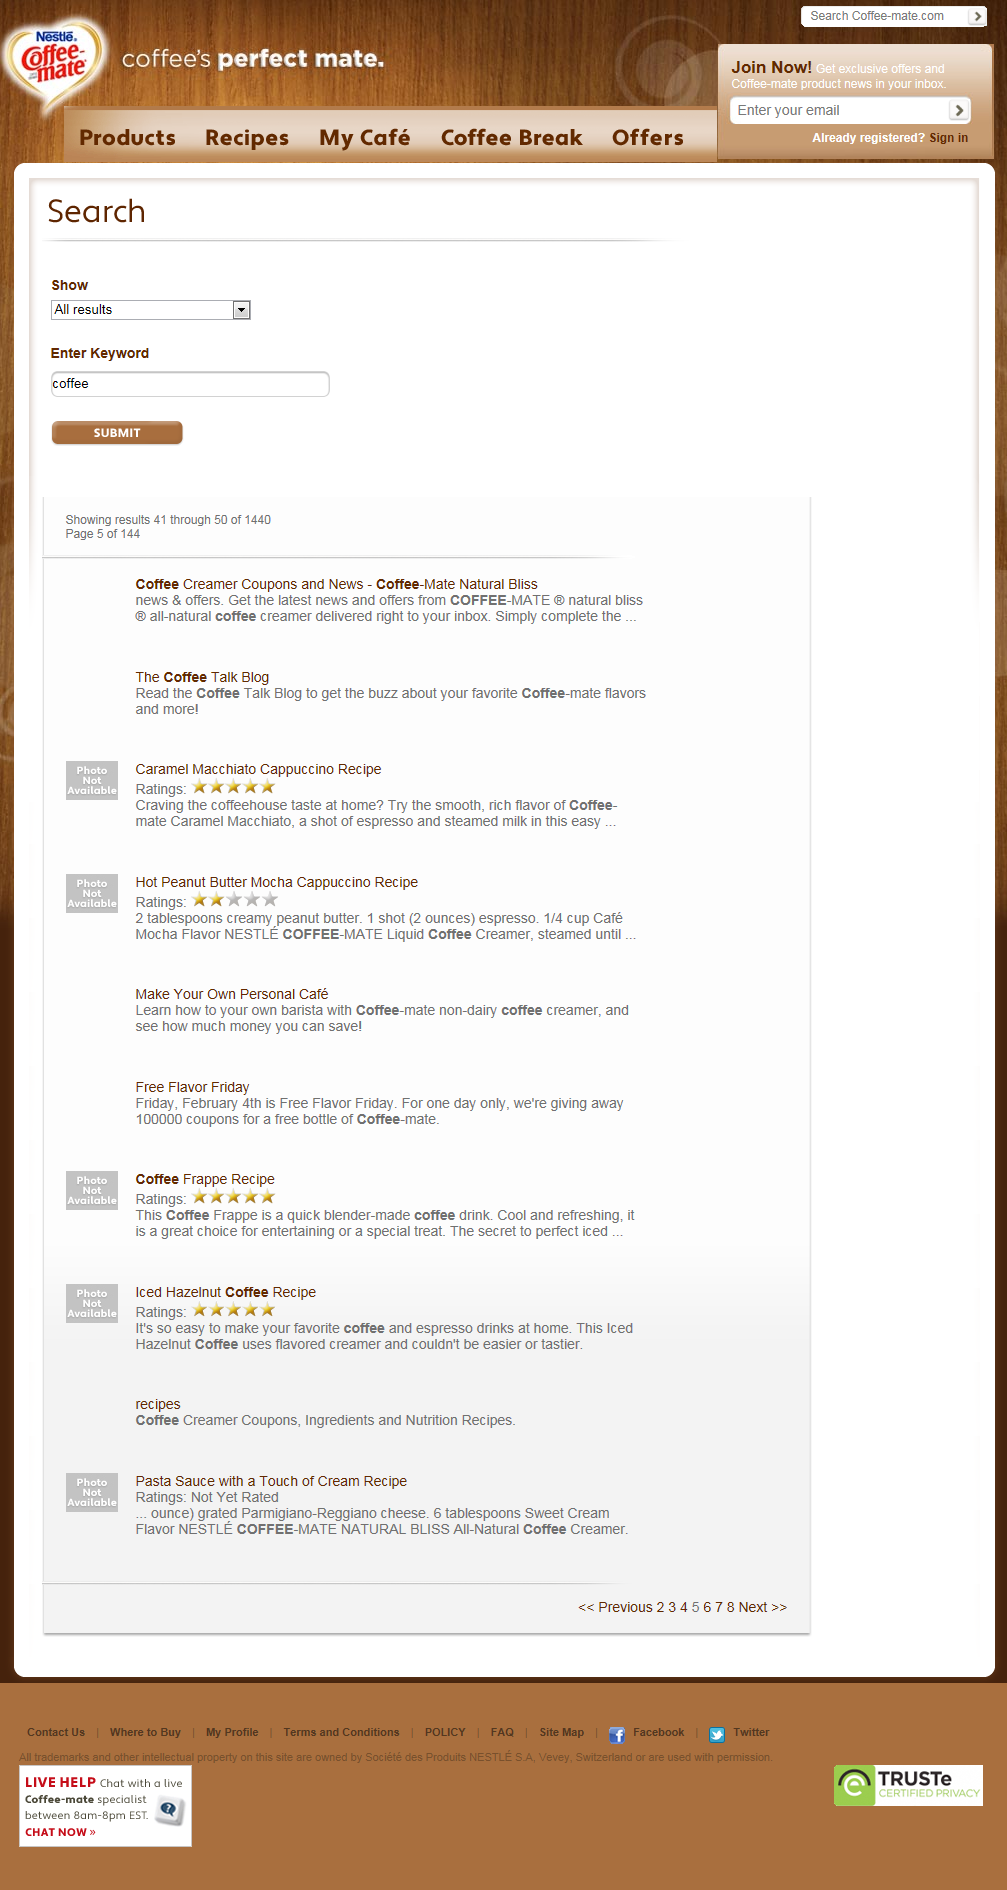 Nestlé
Coffee-
mate
coffee's perfect mate.
Search Coffee-mate.com
Join Now! Get exclusive offers and
Coffee-mate product news in your inbox.
Enter your email
Already registered? Sign in
Products Recipes My Café Coffee Break Offers
Search
Show
All results
Enter Keyword
coffee
SUBMIT
Showing results 41 through 50 of 1440
Page 5 of 144
Coffee Creamer Coupons and News - Coffee-Mate Natural Bliss
news & offers. Get the latest news and offers from COFFEE-MATE ® natural bliss
® all-natural coffee creamer delivered right to your inbox. Simply complete the ...
The Coffee Talk Blog
Read the Coffee Talk Blog to get the buzz about your favorite Coffee-mate flavors
and more!
Photo
Not
Available
Caramel Macchiato Cappuccino Recipe
Ratings:
Craving the coffeehouse taste at home? Try the smooth, rich flavor of Coffee-
mate Caramel Macchiato, a shot of espresso and steamed milk in this easy ...
Photo
Not
Available
Hot Peanut Butter Mocha Cappuccino Recipe
Ratings:
2 tablespoons creamy peanut butter. 1 shot (2 ounces) espresso. 1/4 cup Café
Mocha Flavor NESTLÉ COFFEE-MATE Liquid Coffee Creamer, steamed until ...
Make Your Own Personal Café
Learn how to your own barista with Coffee-mate non-dairy coffee creamer, and
see how much money you can save!
Free Flavor Friday
Friday, February 4th is Free Flavor Friday. For one day only, we're giving away
100000 coupons for a free bottle of Coffee-mate.
Photo
Not
Available
Coffee Frappe Recipe
Ratings:
This Coffee Frappe is a quick blender-made coffee drink. Cool and refreshing, it
is a great choice for entertaining or a special treat. The secret to perfect iced ...
Photo
Not
Available
Iced Hazelnut Coffee Recipe
Ratings:
It's so easy to make your favorite coffee and espresso drinks at home. This Iced
Hazelnut Coffee uses flavored creamer and couldn't be easier or tastier.
recipes
Coffee Creamer Coupons, Ingredients and Nutrition Recipes.
Photo
Not
Available
Pasta Sauce with a Touch of Cream Recipe
Ratings: Not Yet Rated
... ounce) grated Parmigiano-Reggiano cheese. 6 tablespoons Sweet Cream
Flavor NESTLÉ COFFEE-MATE NATURAL BLISS All-Natural Coffee Creamer.
<< Previous 2 3 4 5 6 7 8 Next >>
Contact Us | Where to Buy | My Profile | Terms and Conditions | POLICY | FAQ | Site Map | Facebook | Twitter
All trademarks and other intellectual property on this site are owned by Société des Produits NESTLÉ S.A, Vevey, Switzerland or are used with permission.
LIVE HELP Chat with a live
Coffee-mate specialist
between 8am-8pm EST.
CHAT NOW »
TRUSTe
CERTIFIED PRIVACY